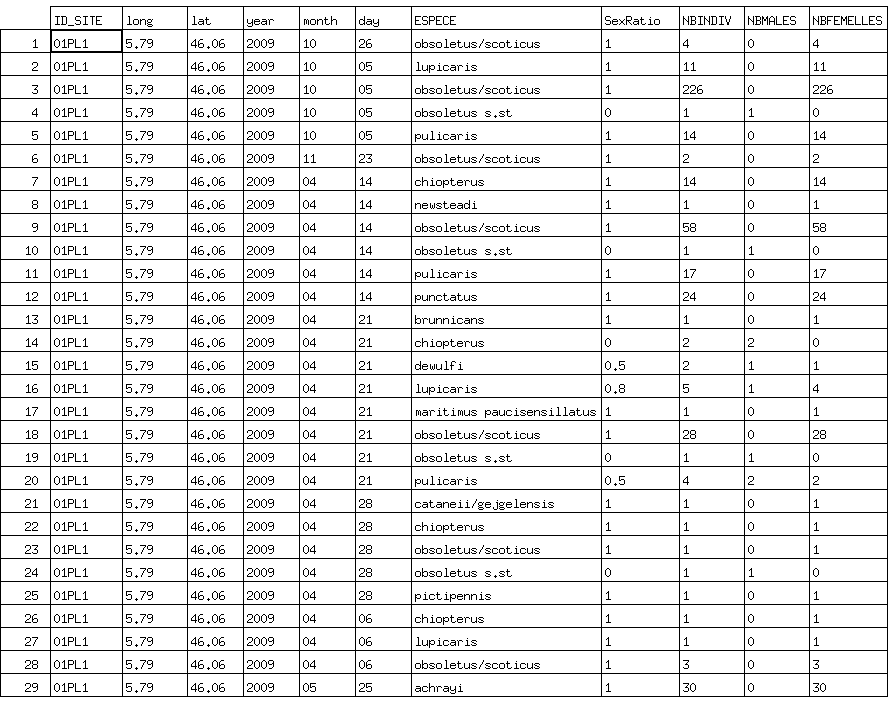 ID_SITE long lat year month day ESPECE SexRatio NBINDIV NBMALES NBFEMELLES
1 01PL1 5.79 46.06 2009 10 26 obsoletus/scoticus 1 4 0 4
2 01PL1 5.79 46.06 2009 10 05 lupicaris 1 11 0 11
3 01PL1 5.79 46.06 2009 10 05 obsoletus/scoticus 1 226 0 226
4 01PL1 5.79 46.06 2009 10 05 obsoletus s.st 0 1 1 0
5 01PL1 5.79 46.06 2009 10 05 pulicaris 1 14 0 14
6 01PL1 5.79 46.06 2009 11 23 obsoletus/scoticus 1 2 0 2
7 01PL1 5.79 46.06 2009 04 14 chiopterus 1 14 0 14
8 01PL1 5.79 46.06 2009 04 14 newsteadi 1 1 0 1
9 01PL1 5.79 46.06 2009 04 14 obsoletus/scoticus 1 58 0 58
10 01PL1 5.79 46.06 2009 04 14 obsoletus s.st 0 1 1 0
11 01PL1 5.79 46.06 2009 04 14 pulicaris 1 17 0 17
12 01PL1 5.79 46.06 2009 04 14 punctatus 1 24 0 24
13 01PL1 5.79 46.06 2009 04 21 brunnicans 1 1 0 1
14 01PL1 5.79 46.06 2009 04 21 chiopterus 0 2 2 0
15 01PL1 5.79 46.06 2009 04 21 dewulfi 0.5 2 1 1
16 01PL1 5.79 46.06 2009 04 21 lupicaris 0.8 5 1 4
17 01PL1 5.79 46.06 2009 04 21 maritimus paucisensillatus 1 1 0 1
18 01PL1 5.79 46.06 2009 04 21 obsoletus/scoticus 1 28 0 28
19 01PL1 5.79 46.06 2009 04 21 obsoletus s.st 0 1 1 0
20 01PL1 5.79 46.06 2009 04 21 pulicaris 0.5 4 2 2
21 01PL1 5.79 46.06 2009 04 28 cataneii/gejgelensis 1 1 0 1
22 01PL1 5.79 46.06 2009 04 28 chiopterus 1 1 0 1
23 01PL1 5.79 46.06 2009 04 28 obsoletus/scoticus 1 1 0 1
24 01PL1 5.79 46.06 2009 04 28 obsoletus s.st 0 1 1 0
25 01PL1 5.79 46.06 2009 04 28 pictipennis 1 1 0 1
26 01PL1 5.79 46.06 2009 04 06 chiopterus 1 1 0 1
27 01PL1 5.79 46.06 2009 04 06 lupicaris 1 1 0 1
28 01PL1 5.79 46.06 2009 04 06 obsoletus/scoticus 1 3 0 3
29 01PL1 5.79 46.06 2009 05 25 achrayi 1 30 0 30